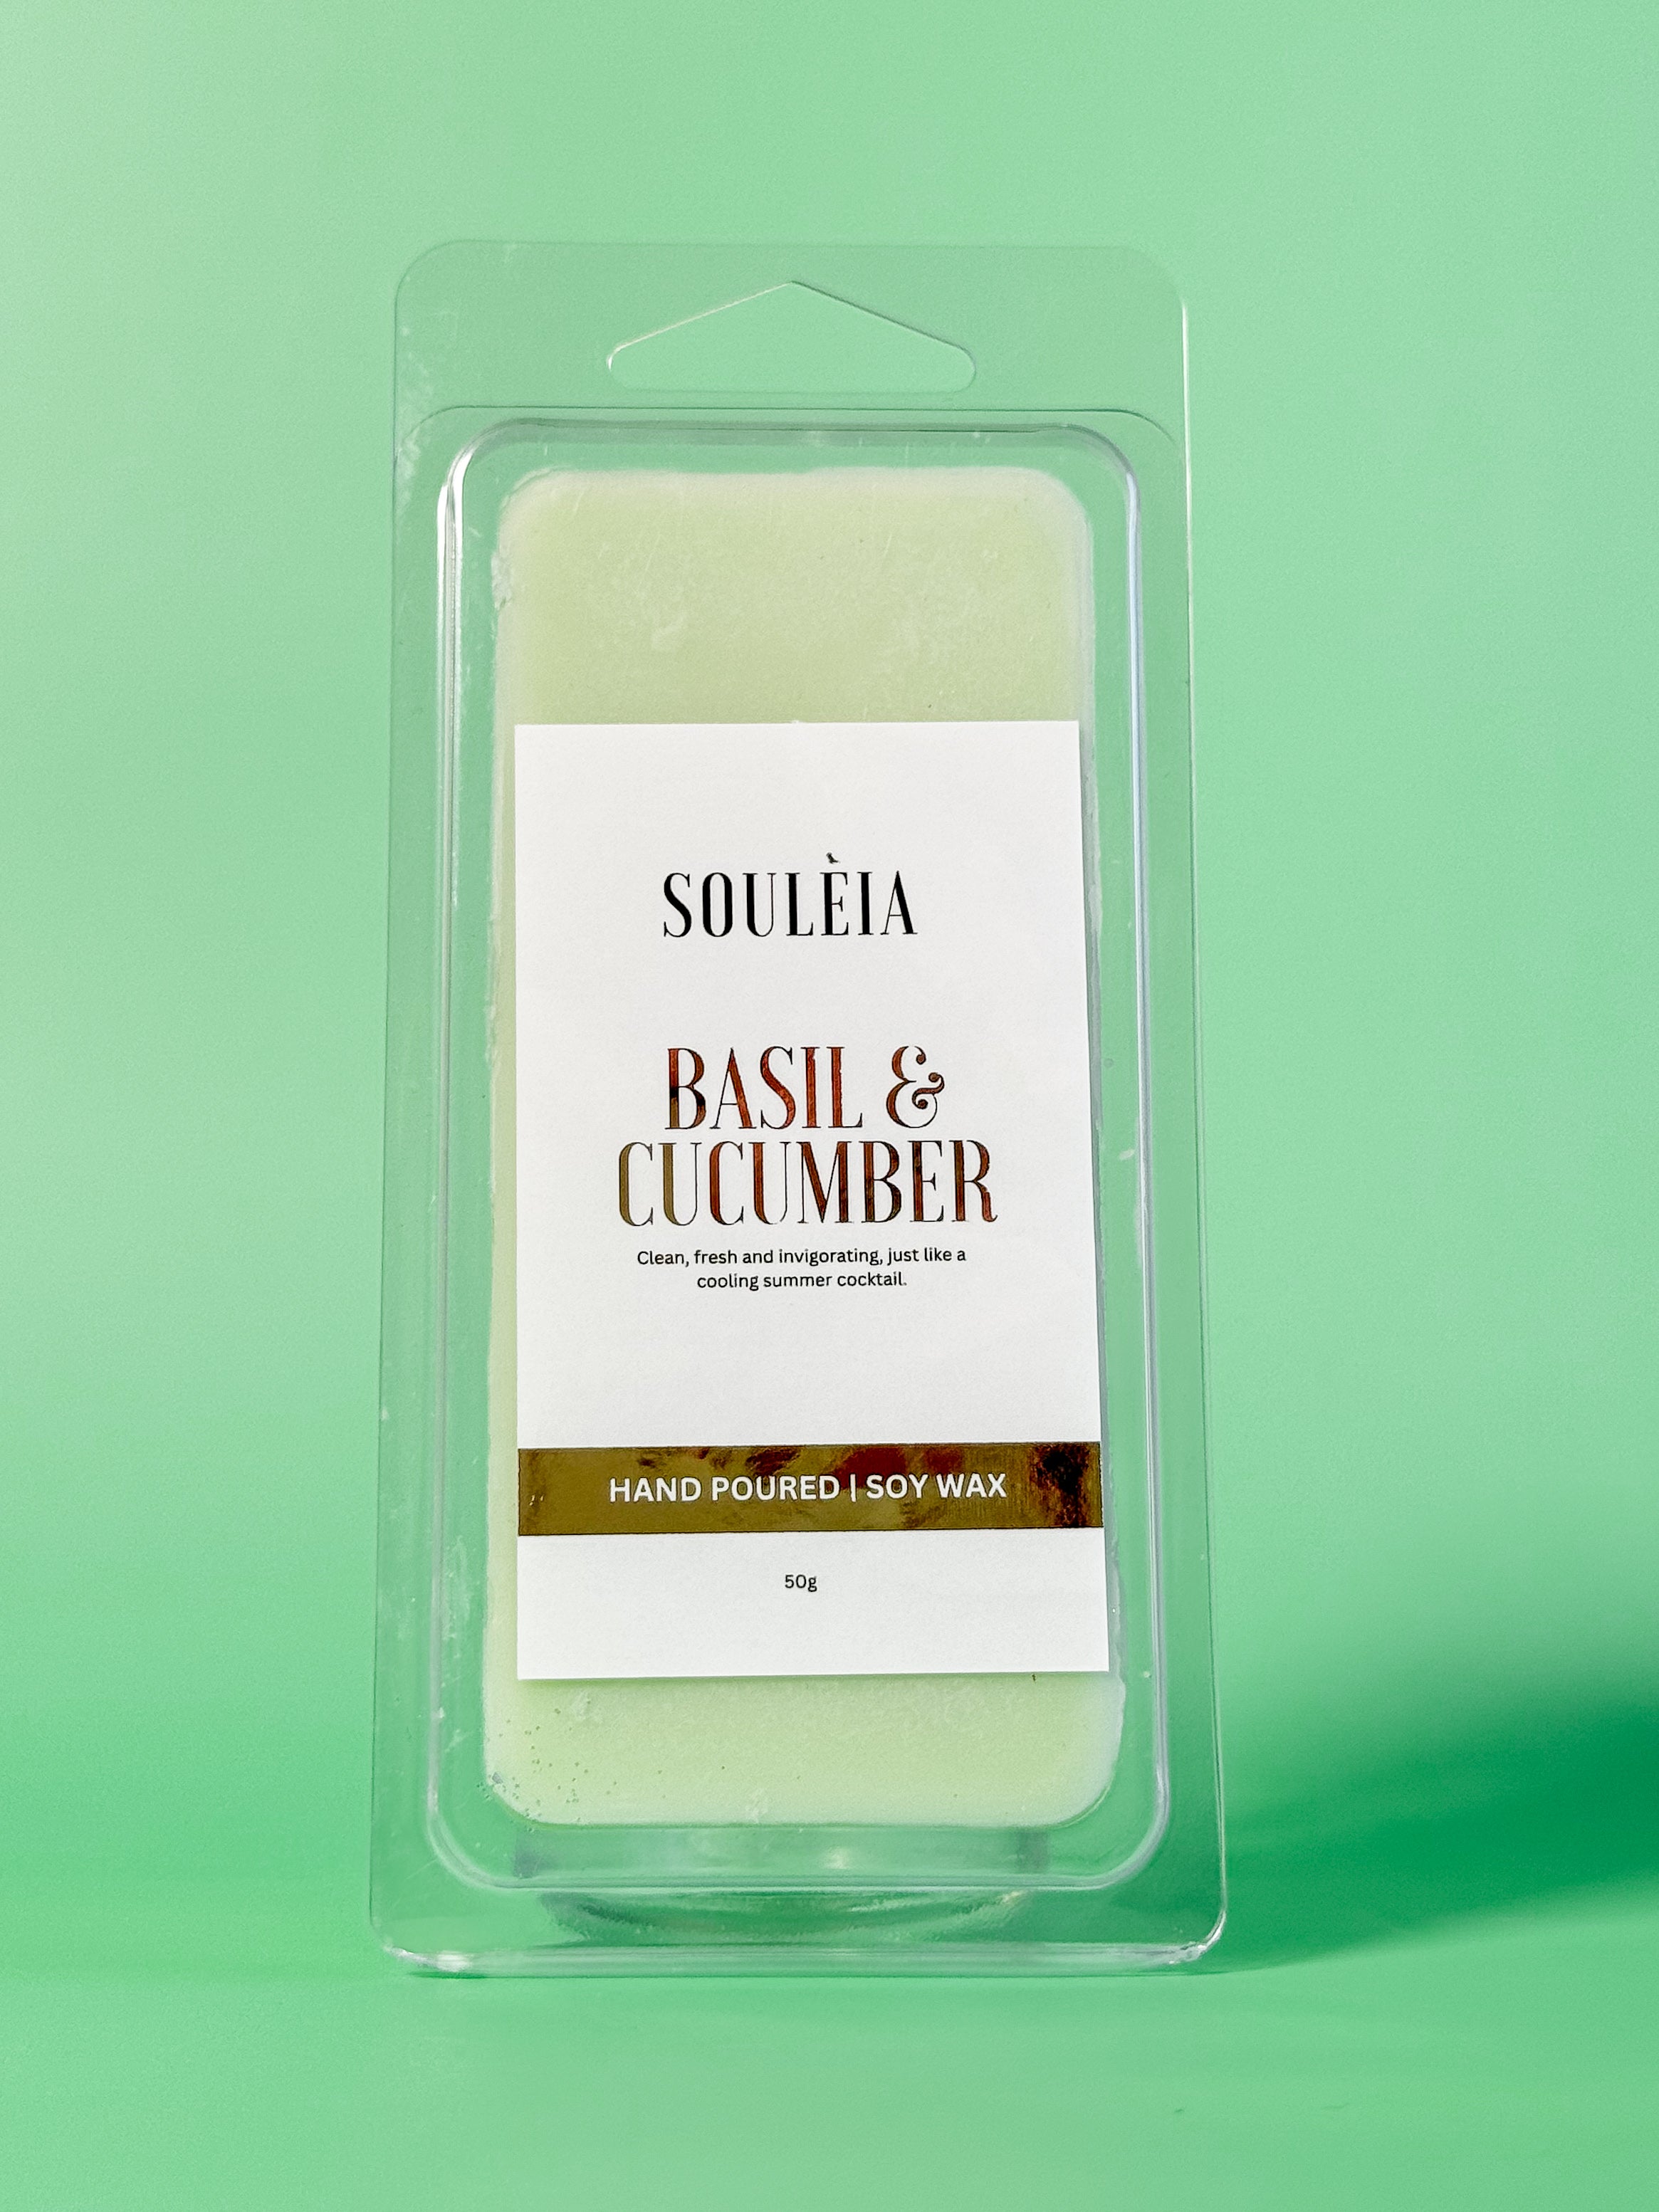 SOULÈIA
BASIL &
CUCUMBER
Clean, fresh and invigorating, just like a
cooling summer cocktail.
HAND POURED | SOY WAX
50g